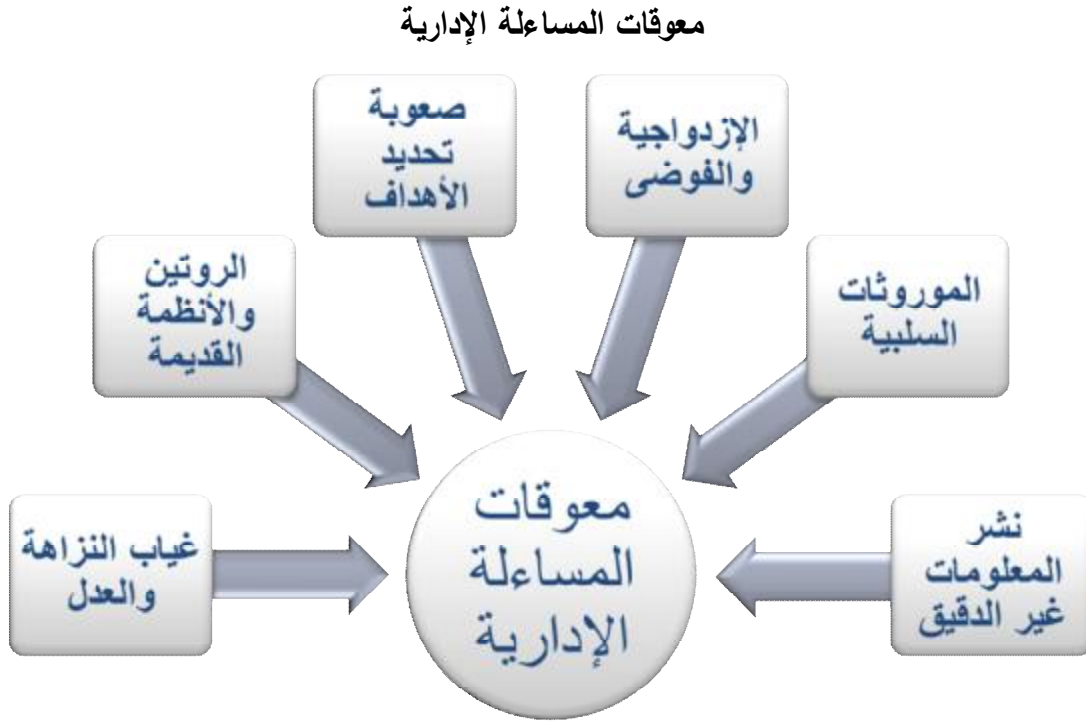 معوقات المساءلة الإدارية
الإزدواجية
والفوضى
صعوبة
تحديد
الأهداف
الموروثات
السلبية
الروتين
والأنظمة
القديمة
نشر
المعلومات
غير الدقيق
معوقات
المساءلة
الإدارية
غياب النزاهة
والعدل